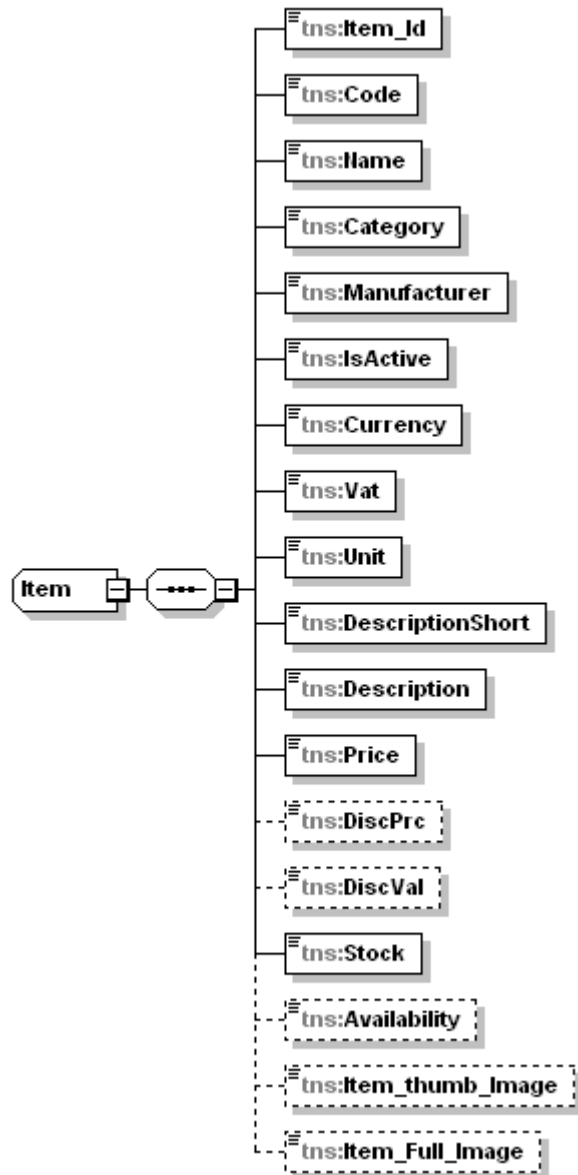 tns:Item_Id
tns:Code
tns:Name
tns:Category
tns:Manufacturer
tns:IsActive
tns:Currency
tns:Vat
tns:Unit
Item
tns:DescriptionShort
tns:Description
tns:Price
tns:DiscPrc
tns:DiscVal
tns:Stock
tns:Availability
tns:Item_thumb_Image
tns:Item_Full_Image